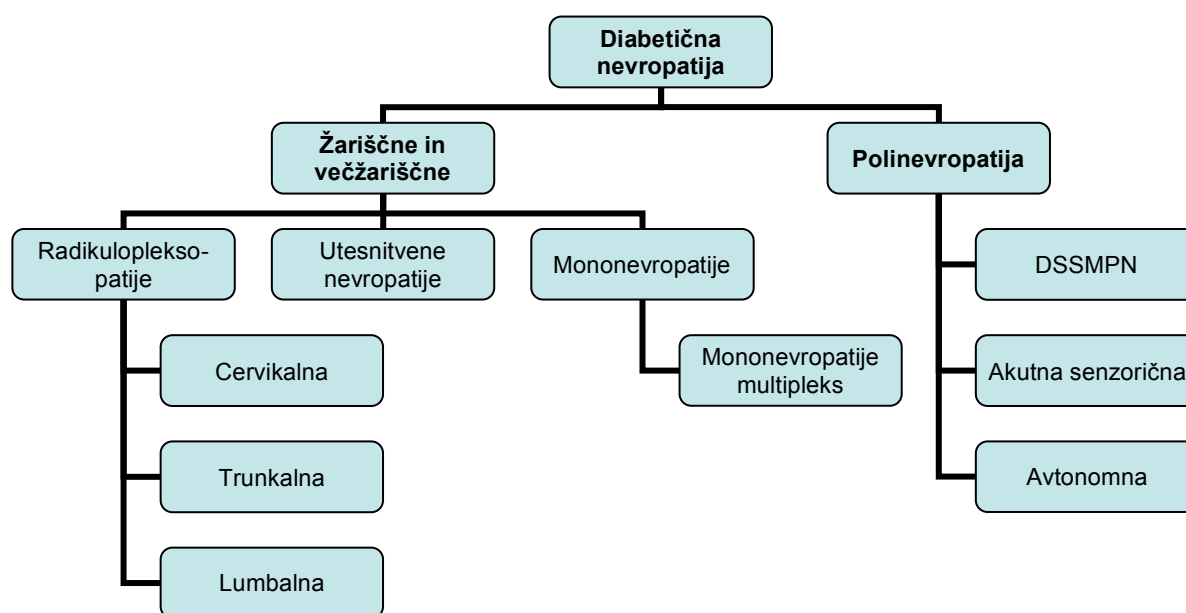 Diabetična
nevropatija
Žariščne in
večžariščne
Polinevropatija
Radikulopleksо-
patije
Utesnitvene
nevropatije
Mononevropatije
DSSMPN
Cervikalna
Mononevropatije
multipleks
Akutna senzorična
Trunkalna
Avtonomna
Lumbalna